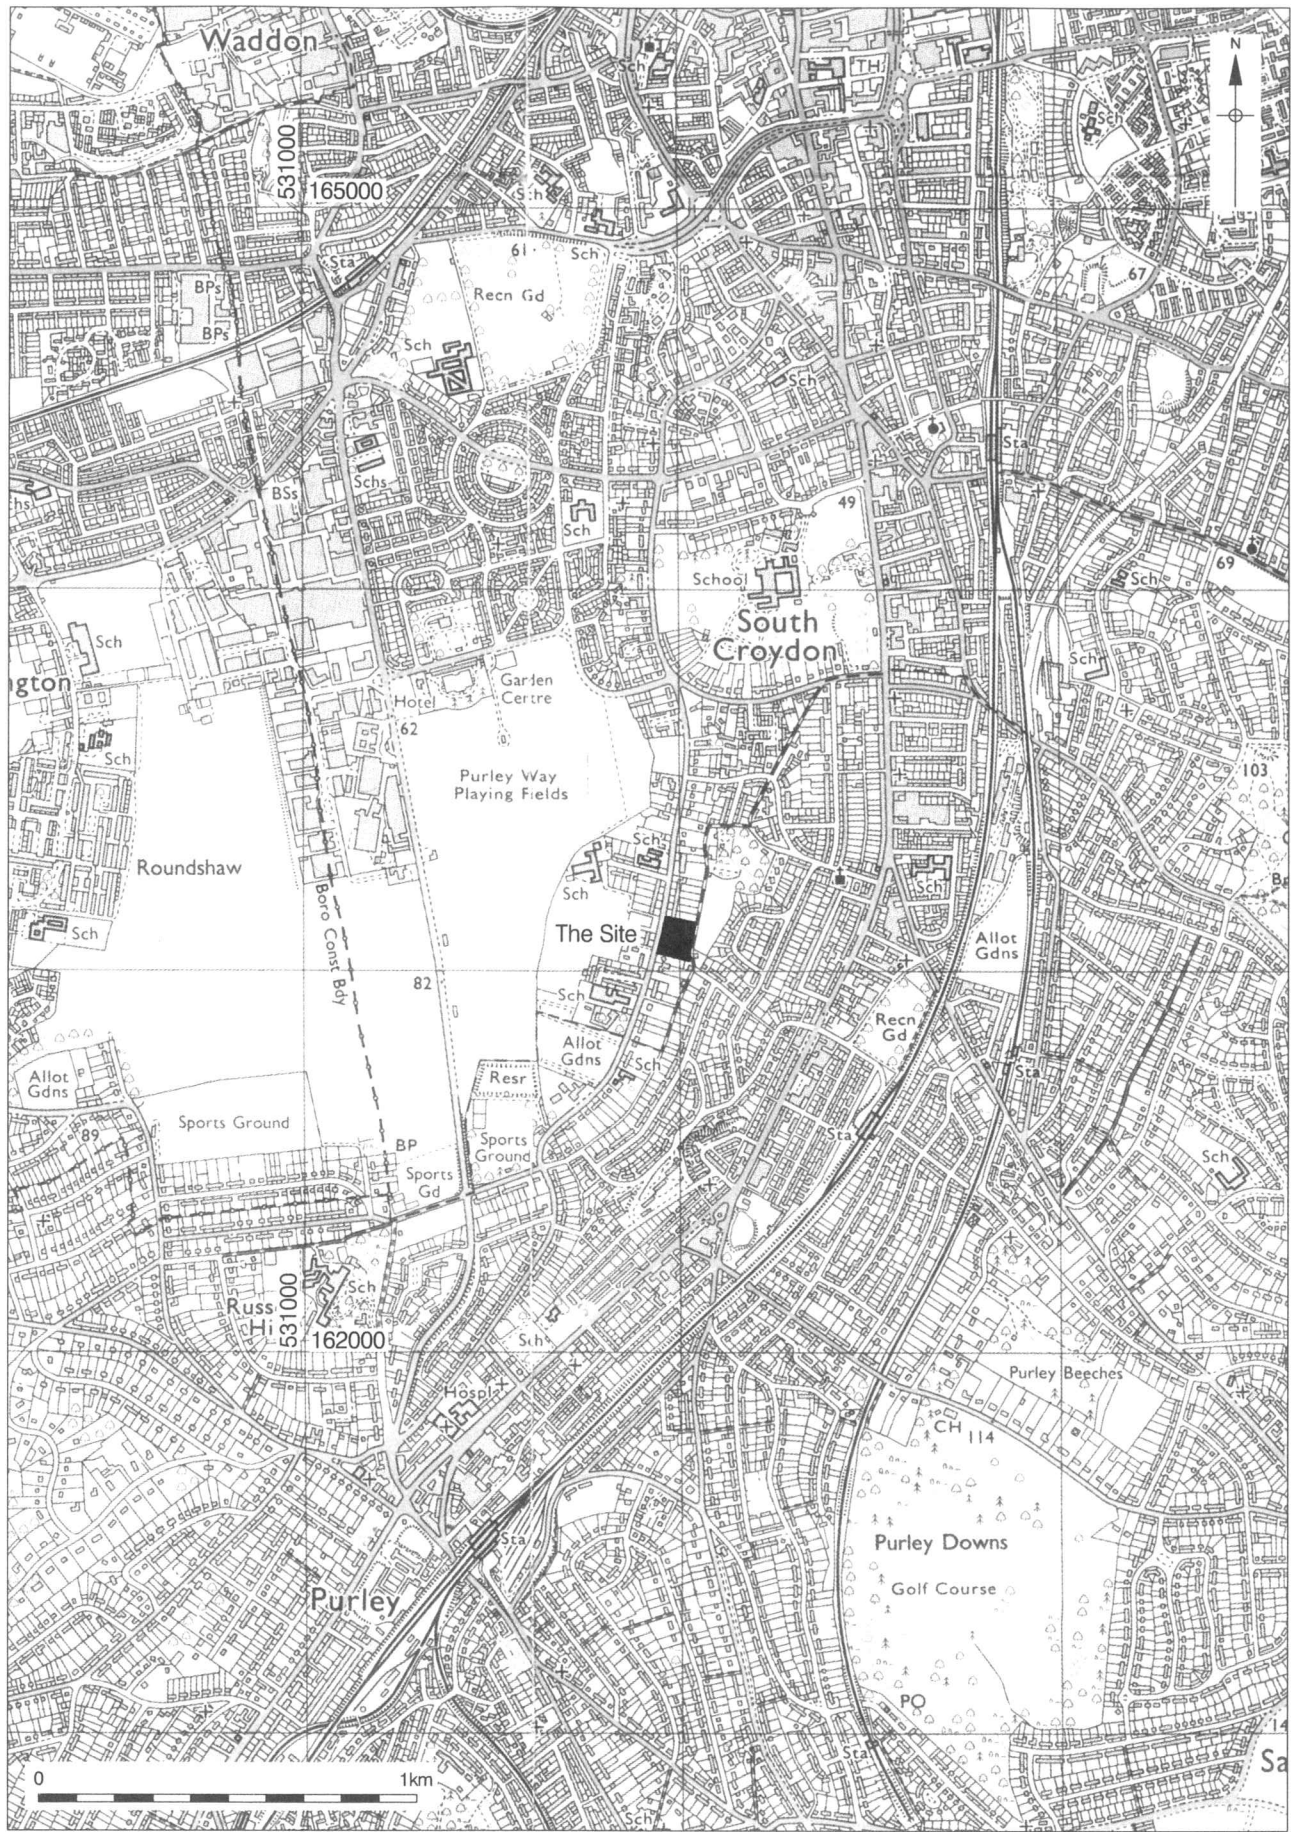 Waddon
Sch
TH
N
Sch
531000
165000
Sch
Sta
61
Sch
67
BPs
Recn Gd
BPs
Sch
Sch
Sta
Schs
BSs
49
Sch
School
69
Sch
South
Croydon
Sch
Sch
ngton
Garden
Centre
Hotel
62
Sch
103
Purley Way
Playing Fields
Roundshaw
Sch
Sch
Sch
Boro Const Bdy
The Site
Sch
Allot
Gdns
82
Sch
Recn
Gd
Allot
Gdns
Sch
Sta
Allot
Gdns
Resr
Sports Ground
89
BP
Sports
Ground
Sta
Sch
Sports
Gd
Sch
531000
Russ
Hi
162000
Sch
Purley Beeches
Hospl
CH
114
Sta
Purley Downs
Golf Course
Purley
PO
14
Sta
Sa
0
1km
Sch